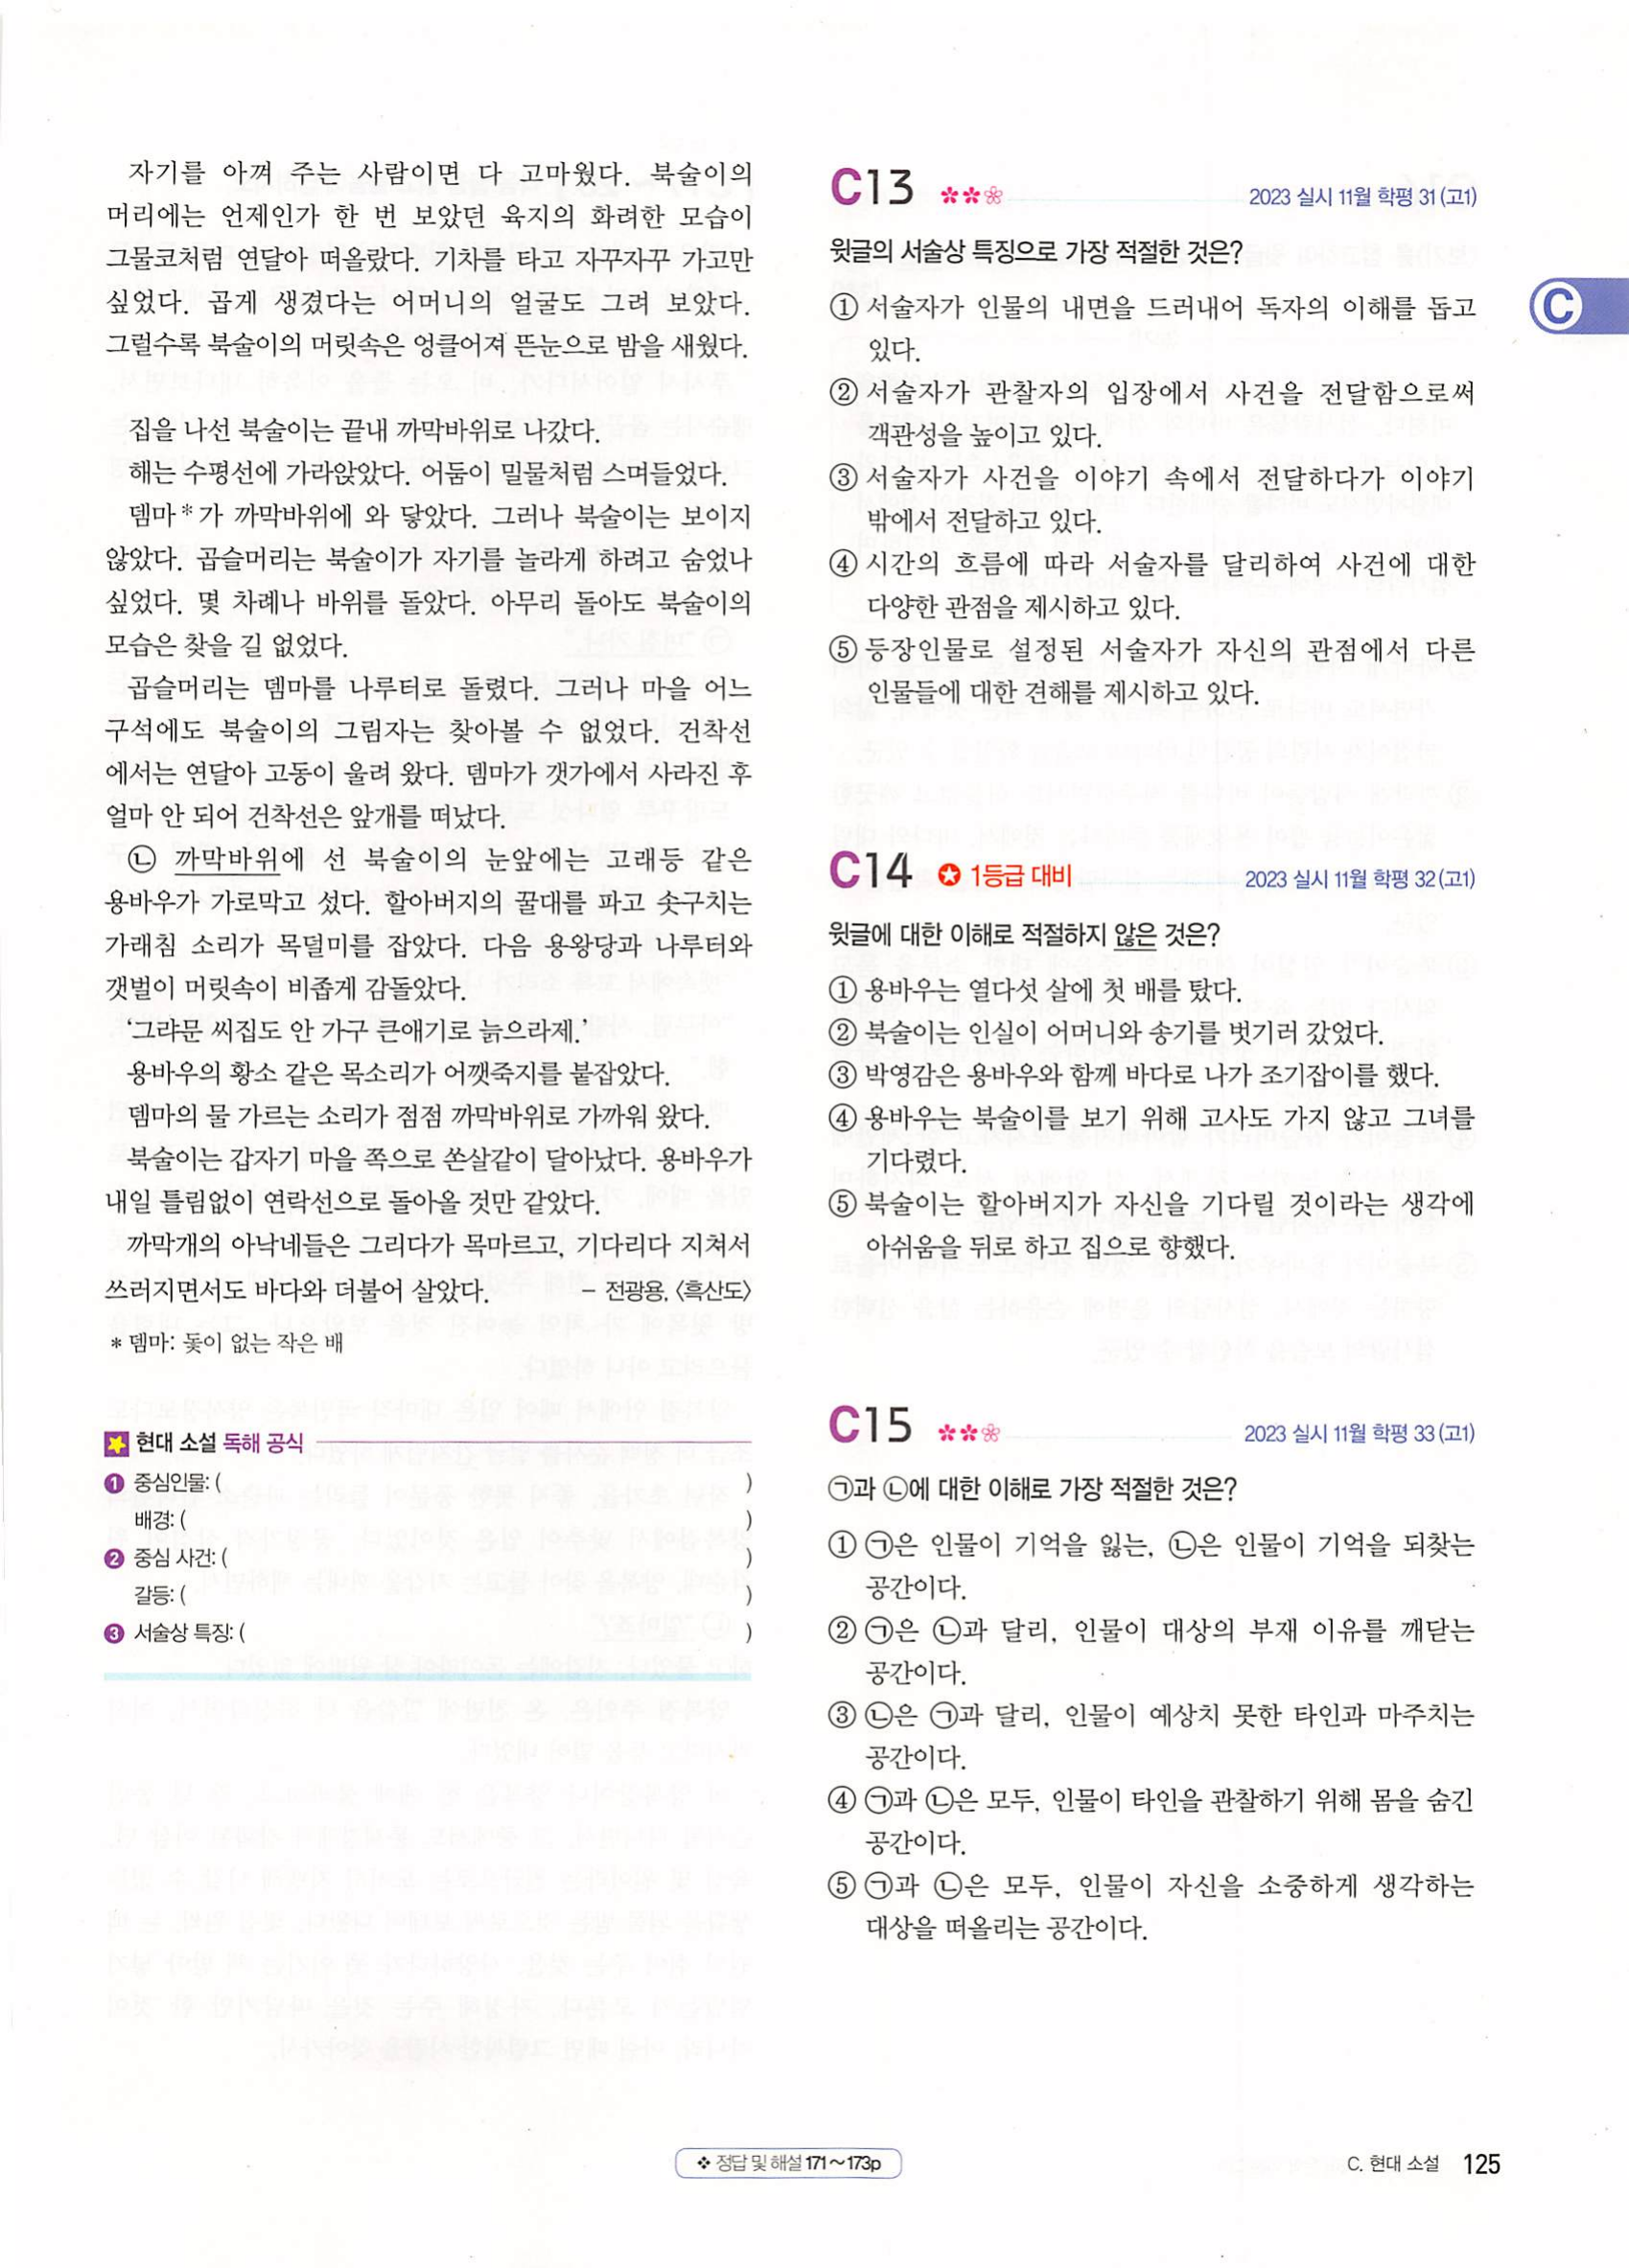 자기를 아껴 주는 사람이면 다 고마웠다. 북술이의
머리에는 언제인가 한 번 보았던 육지의 화려한 모습이
그물코처럼 연달아 떠올랐다. 기차를 타고 자꾸자꾸 가고만
싶었다. 곱게 생겼다는 어머니의 얼굴도 그려 보았다.
그럴수록 북술이의 머릿속은 엉클어져 뜬눈으로 밤을 새웠다.
집을 나선 북술이는 끝내 까막바위로 나갔다.
해는 수평선에 가라앉았다. 어둠이 밀물처럼 스며들었다.
뎀마*가 까막바위에 와 닿았다. 그러나 북술이는 보이지
않았다. 곱슬머리는 북술이가 자기를 놀라게 하려고 숨었나
싶었다. 몇 차례나 바위를 돌았다. 아무리 돌아도 북술이의
모습은 찾을 길 없었다.
곱슬머리는 뎀마를 나루터로 돌렸다. 그러나 마을 어느
구석에도 북술이의 그림자는 찾아볼 수 없었다. 건착선
에서는 연달아 고동이 울려 왔다. 뎀마가 갯가에서 사라진 후
얼마 안 되어 건착선은 앞개를 떠났다.
㉡ 까막바위에 선 북술이의 눈앞에는 고래등 같은
용바우가 가로막고 섰다. 할아버지의 꿀대를 파고 솟구치는
가래침 소리가 목덜미를 잡았다. 다음 용왕당과 나루터와
갯벌이 머릿속이 비좁게 감돌았다.
‘그랴문 씨집도 안 가구 큰애기로 늙으라제.’
용바우의 황소 같은 목소리가 어깻죽지를 붙잡았다.
뎀마의 물 가르는 소리가 점점 까막바위로 가까워 왔다.
북술이는 갑자기 마을 쪽으로 쏜살같이 달아났다. 용바우가
내일 틀림없이 연락선으로 돌아올 것만 같았다.
까막개의 아낙네들은 그리다가 목마르고, 기다리다 지쳐서
쓰러지면서도 바다와 더불어 살았다. - 전광용, 〈흑산도〉
* 뎀마: 돛이 없는 작은 배
현대 소설 독해 공식
❶ 중심인물: ( )
배경: ( )
❷ 중심 사건: ( )
갈등: ( )
❸ 서술상 특징: ( )
C13 2023 실시 11월 학평 31 (고1)
윗글의 서술상 특징으로 가장 적절한 것은?
① 서술자가 인물의 내면을 드러내어 독자의 이해를 돕고
있다.
② 서술자가 관찰자의 입장에서 사건을 전달함으로써
객관성을 높이고 있다.
③ 서술자가 사건을 이야기 속에서 전달하다가 이야기
밖에서 전달하고 있다.
④ 시간의 흐름에 따라 서술자를 달리하여 사건에 대한
다양한 관점을 제시하고 있다.
⑤ 등장인물로 설정된 서술자가 자신의 관점에서 다른
인물들에 대한 견해를 제시하고 있다.
C
C14 1등급 대비 2023 실시 11월 학평 32 (고1)
윗글에 대한 이해로 적절하지 않은 것은?
① 용바우는 열다섯 살에 첫 배를 탔다.
② 북술이는 인실이 어머니와 송기를 벗기러 갔었다.
③ 박영감은 용바우와 함께 바다로 나가 조기잡이를 했다.
④ 용바우는 북술이를 보기 위해 고사도 가지 않고 그녀를
기다렸다.
⑤ 북술이는 할아버지가 자신을 기다릴 것이라는 생각에
아쉬움을 뒤로 하고 집으로 향했다.
C15 2023 실시 11월 학평 33 (고1)
㉠과 ㉡에 대한 이해로 가장 적절한 것은?
① ㉠은 인물이 기억을 잃는, ㉡은 인물이 기억을 되찾는
공간이다.
② ㉠은 ㉡과 달리, 인물이 대상의 부재 이유를 깨닫는
공간이다.
③ ㉡은 ㉠과 달리, 인물이 예상치 못한 타인과 마주치는
공간이다.
④ ㉠과 ㉡은 모두, 인물이 타인을 관찰하기 위해 몸을 숨긴
공간이다.
⑤ ㉠과 ㉡은 모두, 인물이 자신을 소중하게 생각하는
대상을 떠올리는 공간이다.
❖ 정답 및 해설 171~173p
C. 현대 소설 125